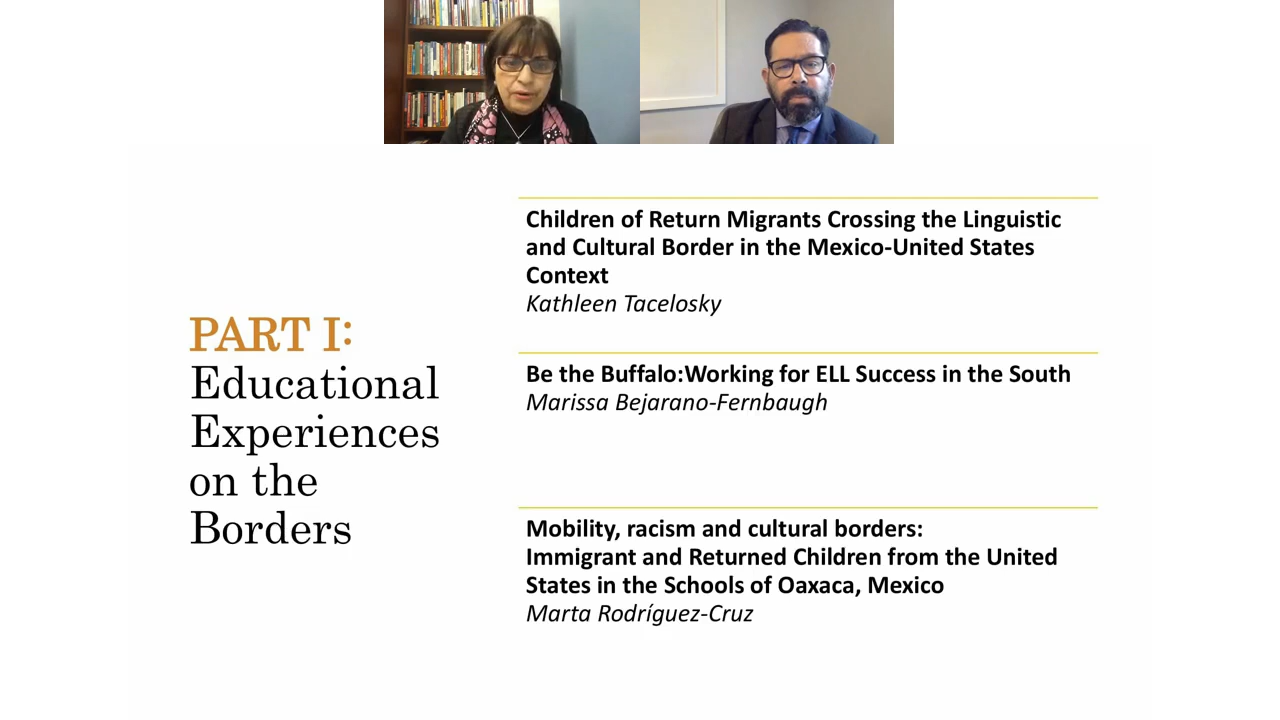 PART I:
Educational
Experiences
on the
Borders
Children of Return Migrants Crossing the Linguistic
and Cultural Border in the Mexico-United States
Context
Kathleen Tacelosky
Be the Buffalo:Working for ELL Success in the South
Marissa Bejarano-Fernbaugh
Mobility, racism and cultural borders:
Immigrant and Returned Children from the United
States in the Schools of Oaxaca, Mexico
Marta Rodríguez-Cruz